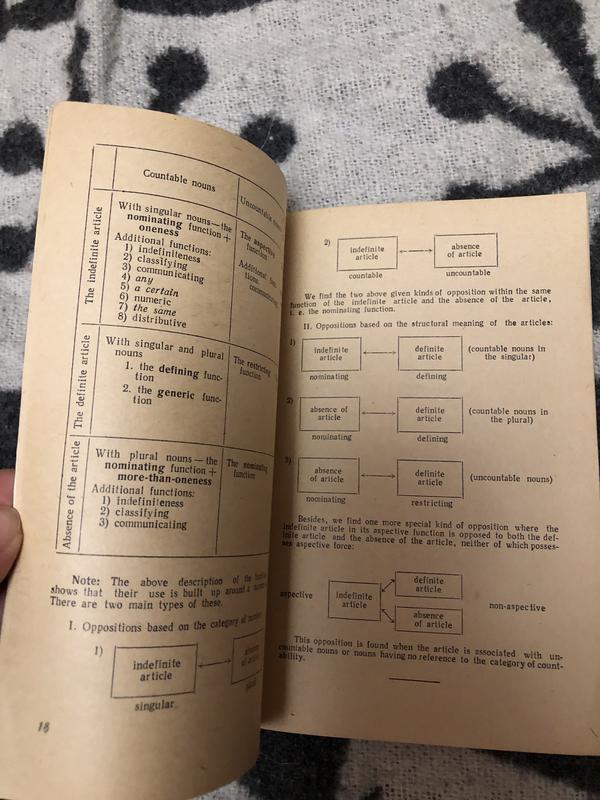 Countable nouns
Uncountable
The indefinite article
With singular nouns—the
nominating function +
oneness
Additional functions:
1) indefiniteness
2) classifying
3) communicating
4) any
5) a certain
6) numeric
7) the same
8) distributive
The aspective
function
Additional
The definite article
With singular and plural
nouns
1. the defining func-
tion
2. the generic func-
tion
The restricting
function
Absence of the article
With plural nouns—the
nominating function +
more-than-oneness
Additional functions:
1) indefiniteness
2) classifying
3) communicating
The nominating
function
Note: The above description of the
shows that their use is built up around a
There are two main types of these.
I. Oppositions based on the category of
1)
indefinite
article
singular
18
2)
indefinite
article
absence
of article
countable
uncountable
We find the two above given kinds of opposition within the same
function of the indefinite article and the absence of the article,
i. e. the nominating function.
II. Oppositions based on the structural meaning of the articles:
1)
indefinite
article
definite
article
(countable nouns in
the singular)
nominating
defining
2)
absence of
article
definite
article
(countable nouns in
the plural)
nominating
defining
3)
absence of
article
definite
article
(uncountable nouns)
nominating
restricting
Besides, we find one more special kind of opposition where the
indefinite article in its aspective function is opposed to both the def-
inite article and the absence of the article, neither of which posses-
ses aspective force:
aspective
indefinite
article
definite
article
absence
of article
non-aspective
This opposition is found when the article is associated with un-
countable nouns or nouns having no reference to the category of count-
ability.